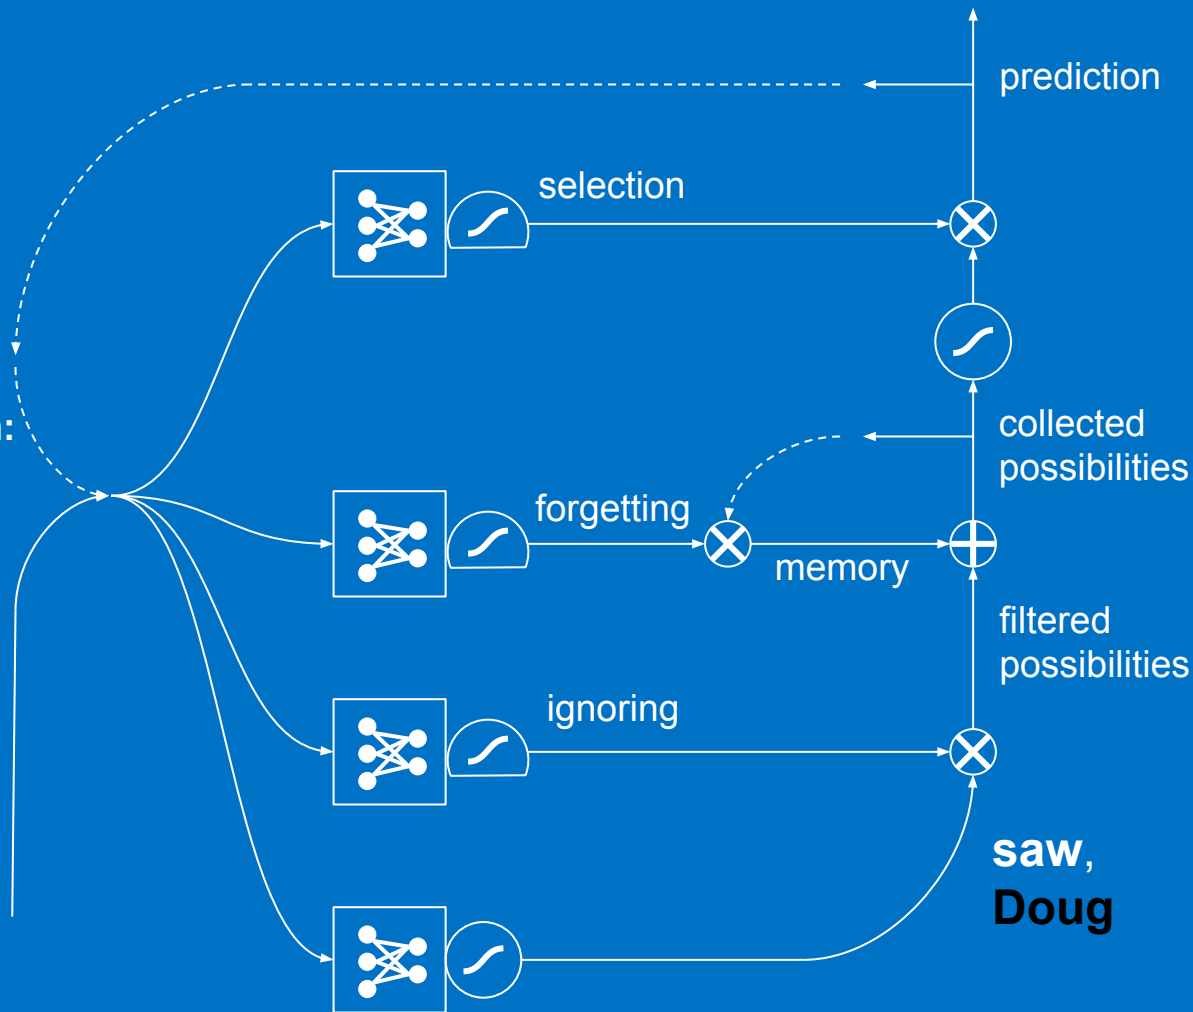 prediction
selection
collected
possibilities
forgetting
memory
filtered
possibilities
ignoring
saw,
Doug